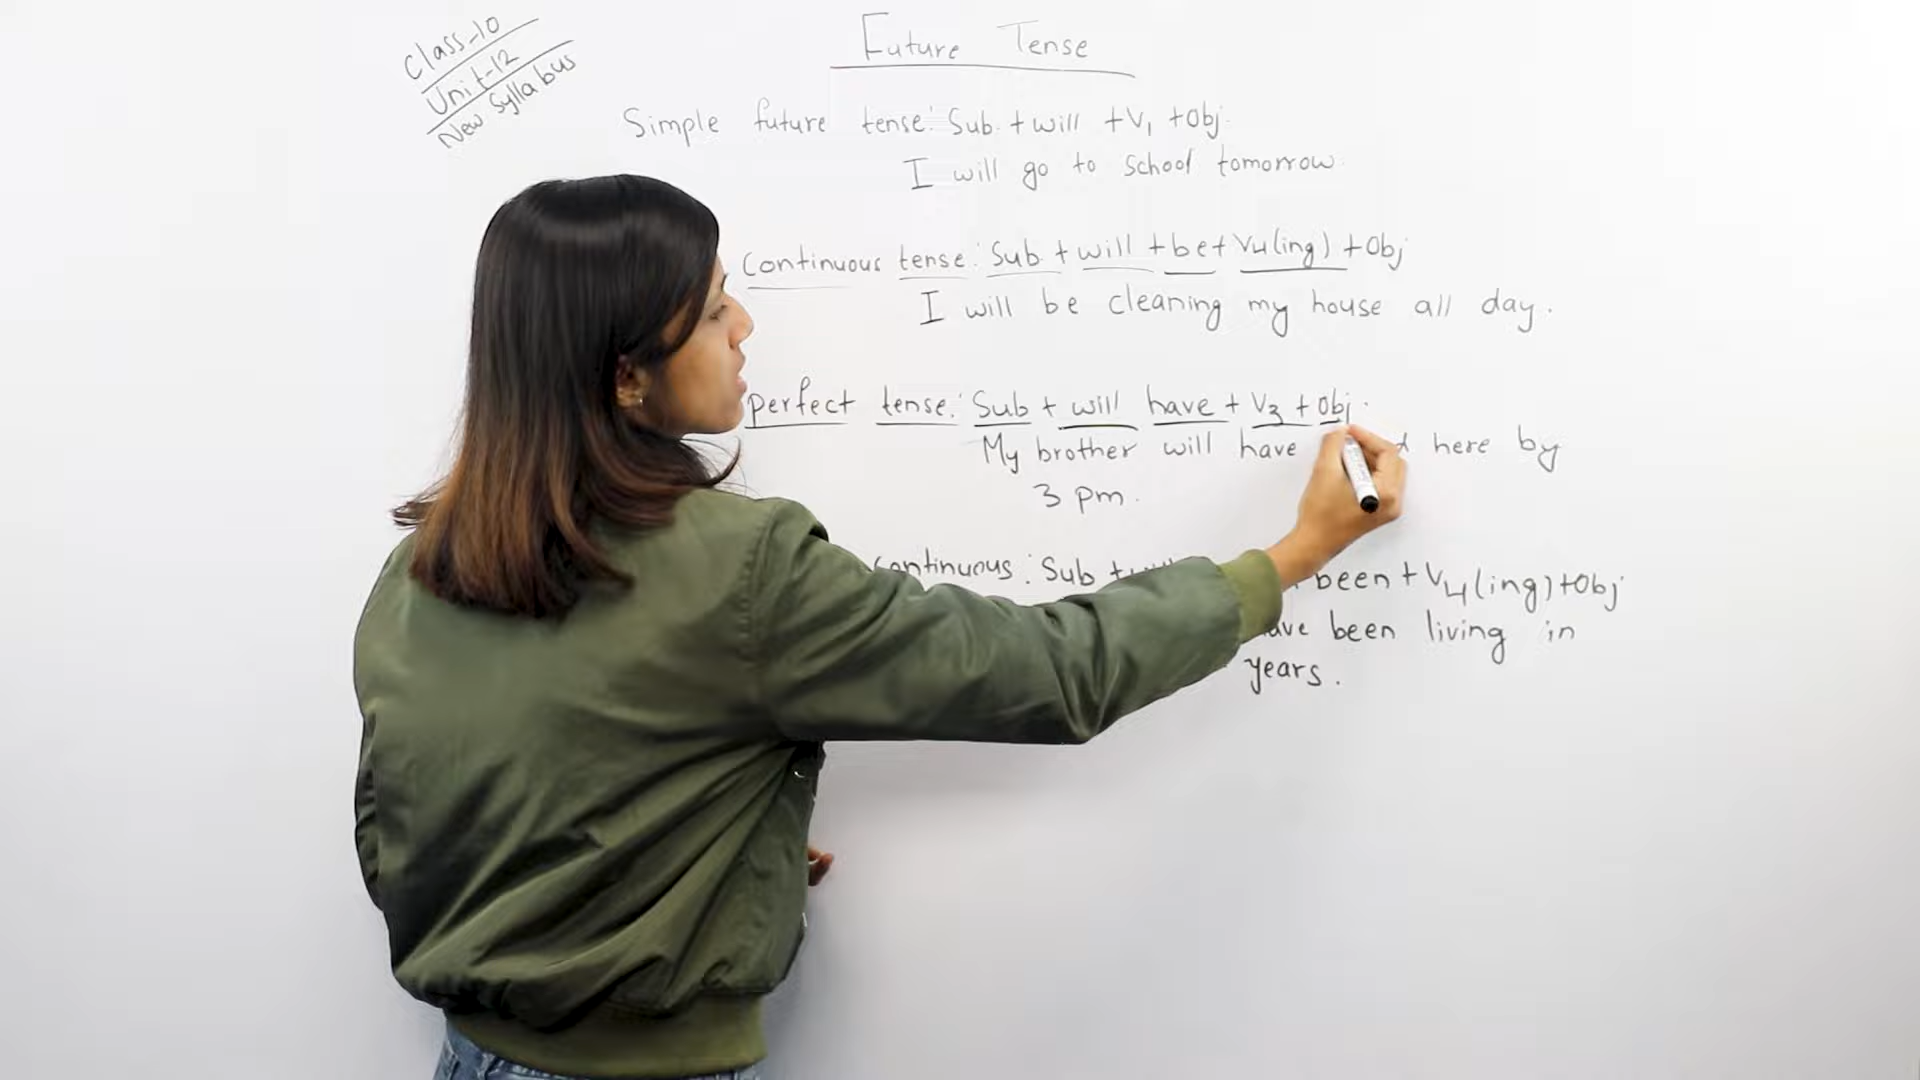 Class-10
Unit-12
New Syllabus
Future Tense
Simple future tense: Sub. + will + V1 + Obj.
I will go to school tomorrow.
continuous tense: Sub. + will + be + V4(ing) + Obj
I will be cleaning my house all day.
perfect tense: Sub + will have + V3 + Obj.
My brother will have here by
3 pm.
continuous: Sub + been + V4(ing) + Obj
been living in
years.